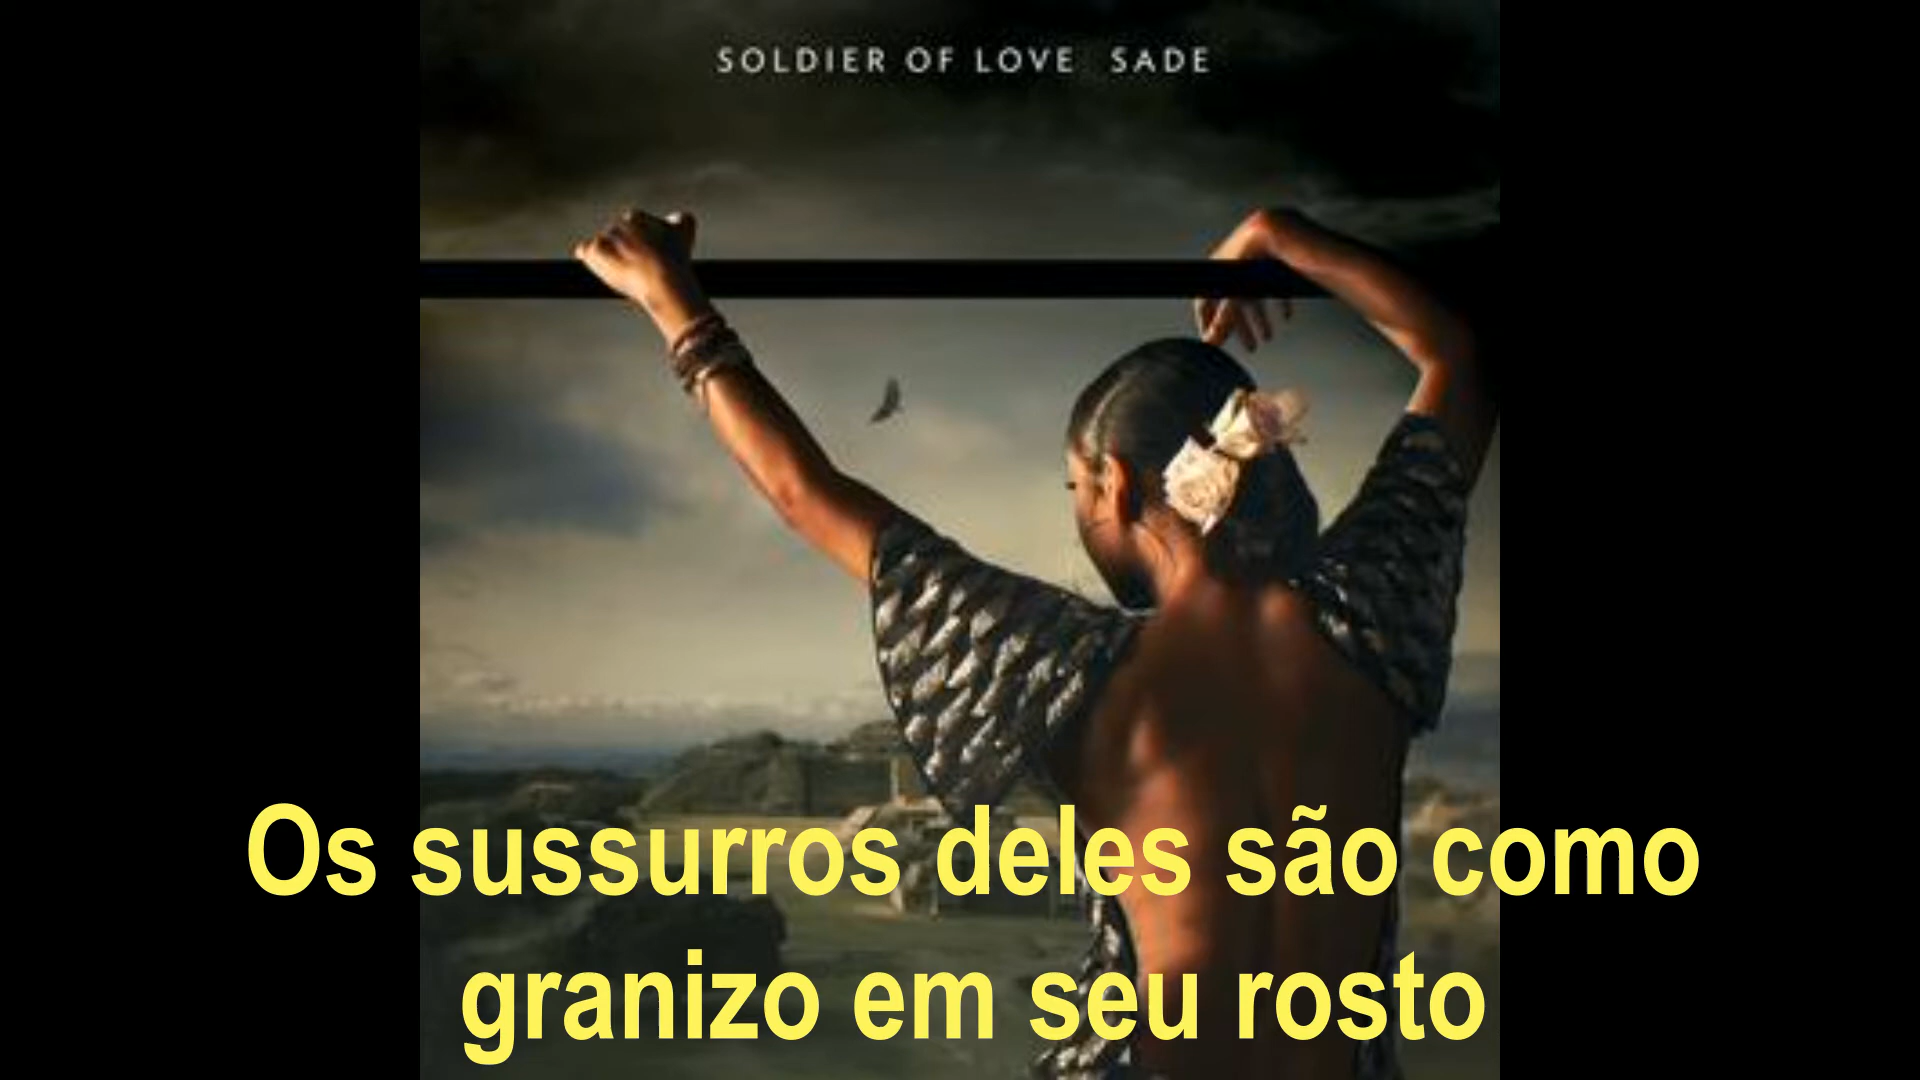 SOLDIER OF LOVE SADE
Os sussurros deles são como
granizo em seu rosto